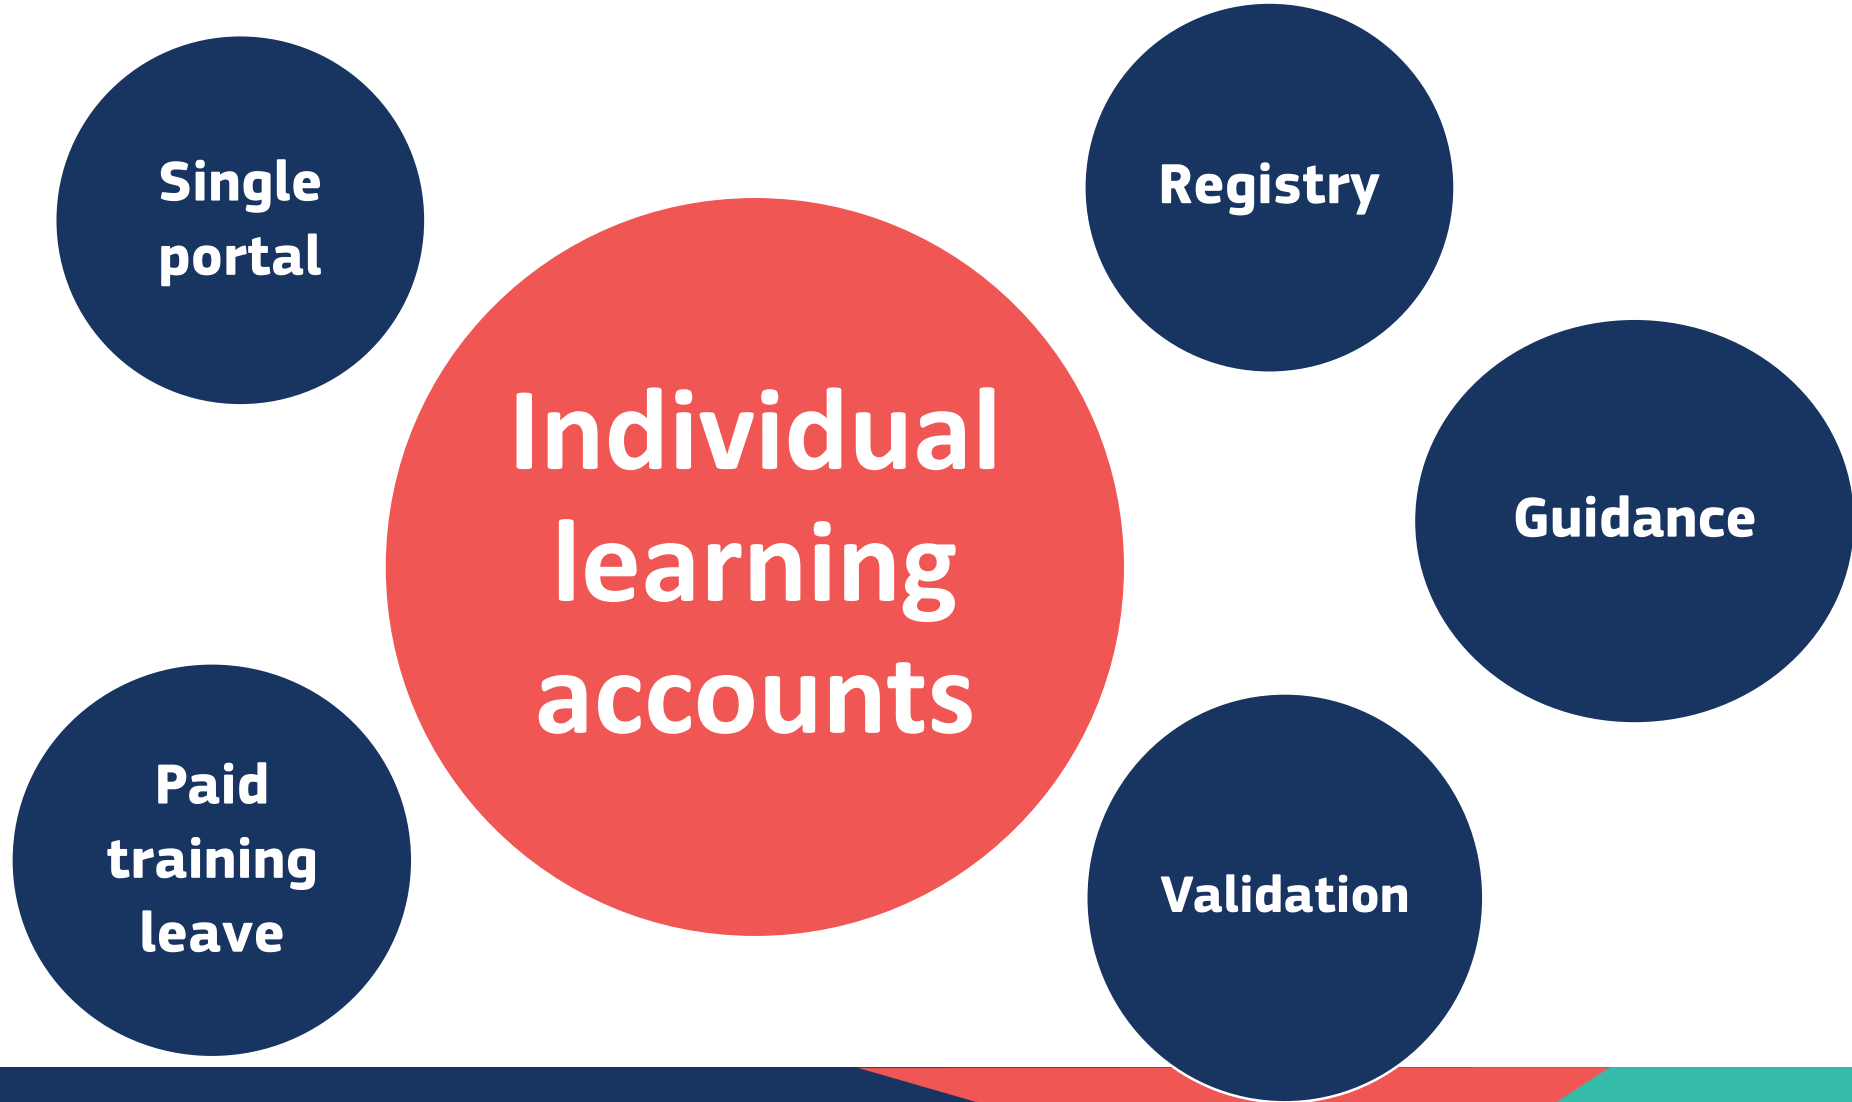 Single
portal
Registry
Individual
learning
accounts
Guidance
Paid
training
leave
Validation